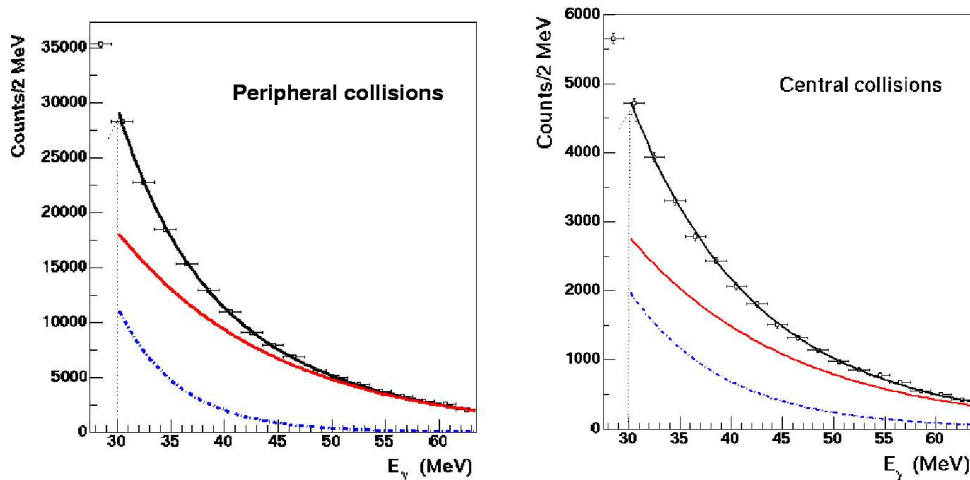 Counts/2 MeV
35000
30000
25000
20000
15000
10000
5000
0
Peripheral collisions
30 35 40 45 50 55 60
E_γ (MeV)
Counts/2 MeV
6000
5000
4000
3000
2000
1000
0
Central collisions
30 35 40 45 50 55 60
E_γ (MeV)